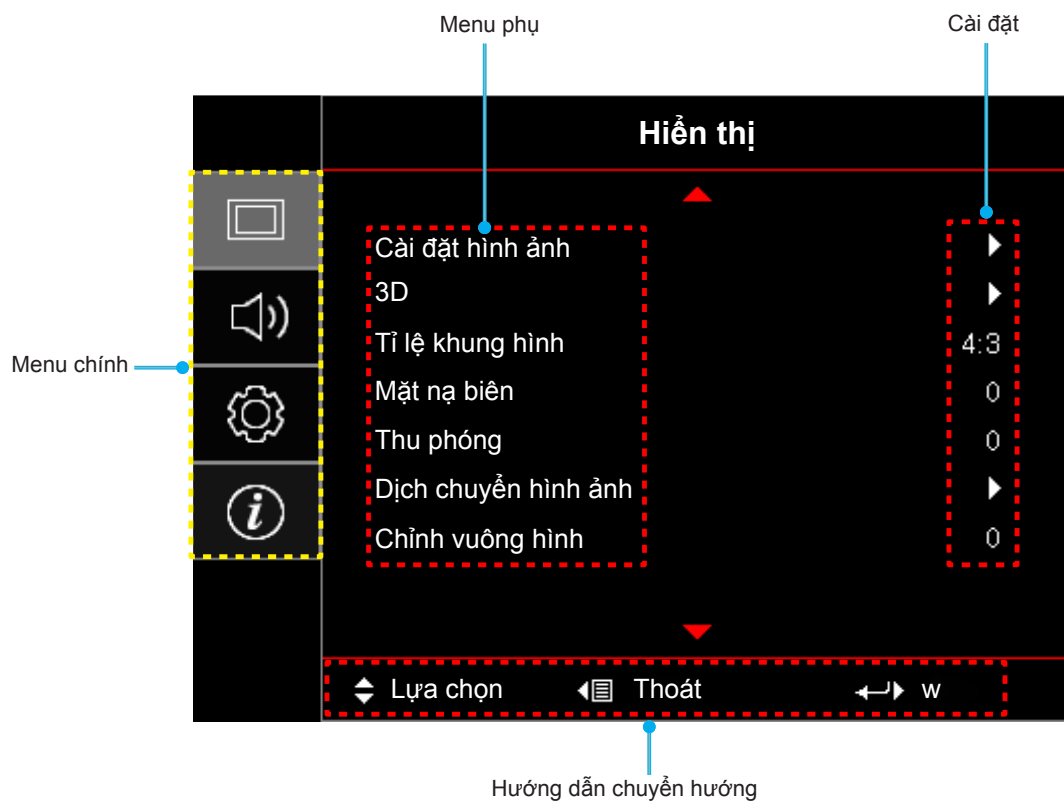 Menu phụ
Cài đặt
Hiển thị
Cài đặt hình ảnh
3D
Tỉ lệ khung hình 4:3
Menu chính
Mặt nạ biên 0
Thu phóng 0
Dịch chuyển hình ảnh
Chỉnh vuông hình 0
Lựa chọn Thoát w
Hướng dẫn chuyển hướng